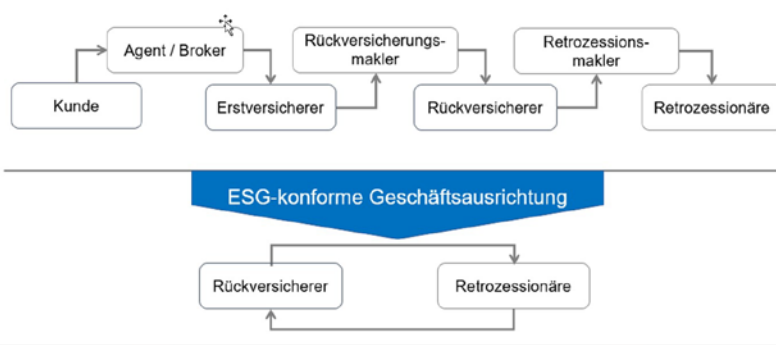 Agent / Broker
Rückversicherungs-
makler
Retrozessions-
makler
Kunde
Erstversicherer
Rückversicherer
Retrozessionäre
ESG-konforme Geschäftsausrichtung
Rückversicherer
Retrozessionäre